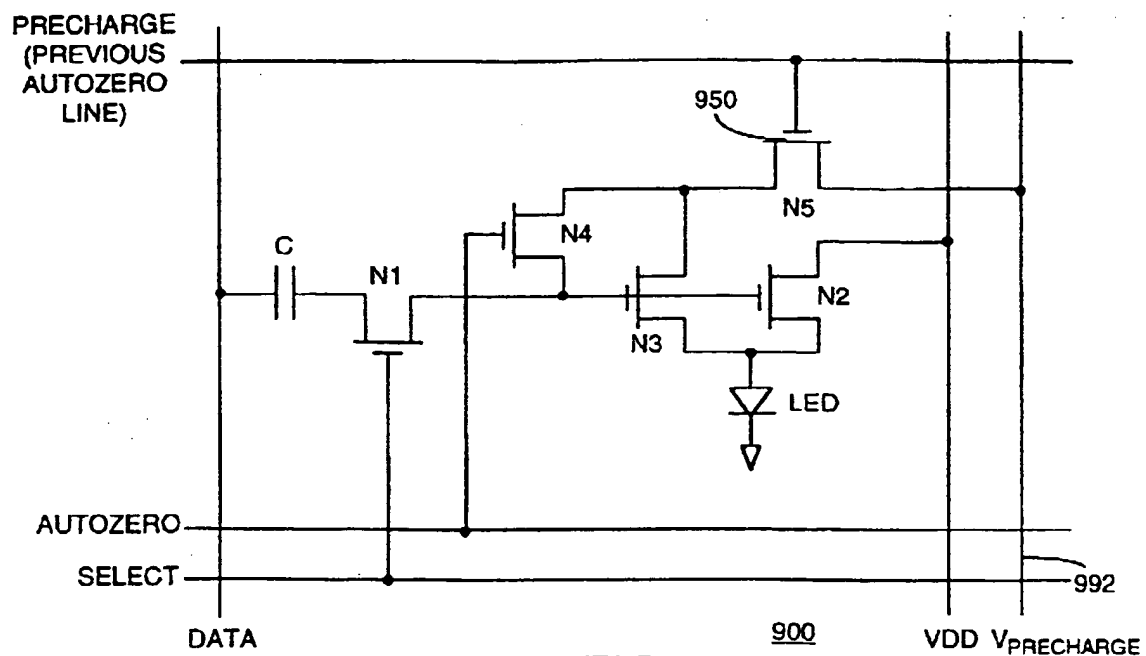 PRECHARGE
(PREVIOUS
AUTOZERO
LINE)
950
N5
N4
C
N1
N2
N3
LED
AUTOZERO
SELECT
992
DATA
900
VDD
VPRECHARGE